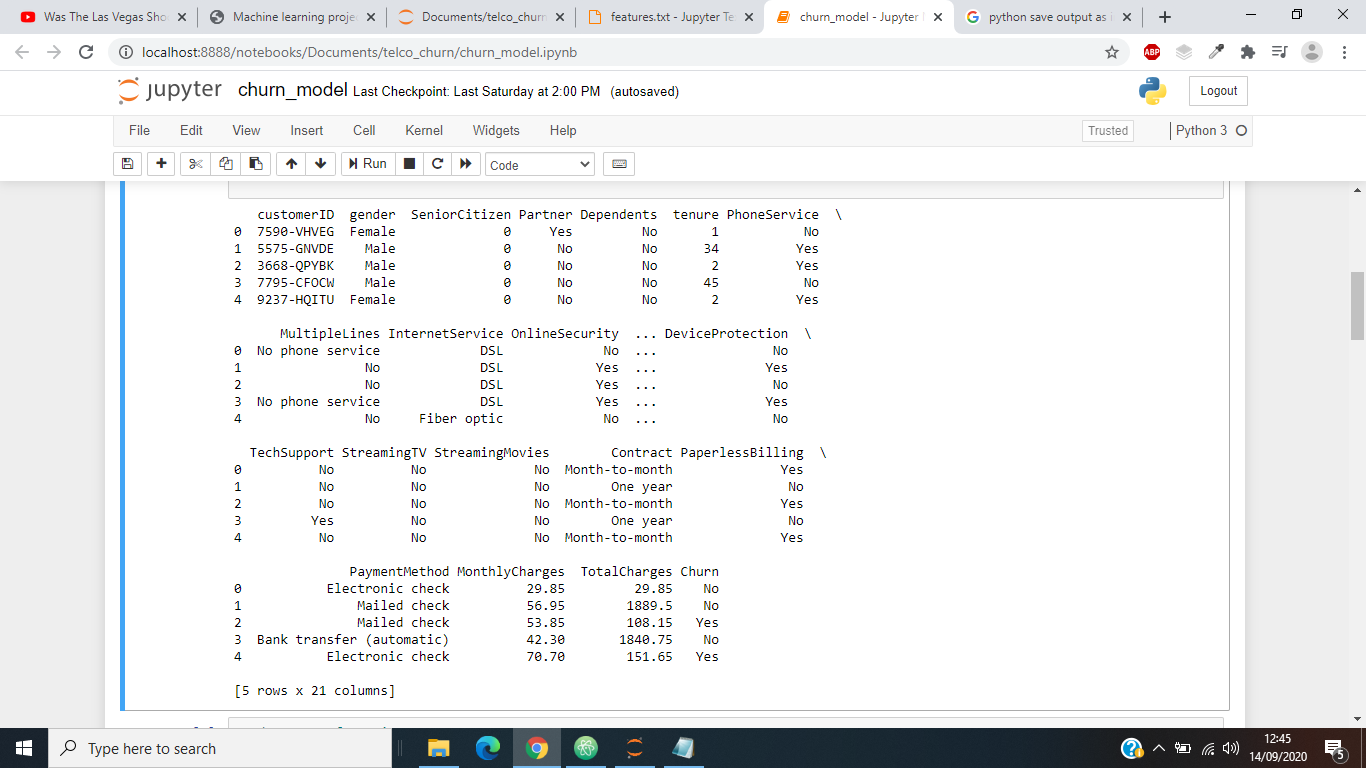 Was The Las Vegas Sho
Machine learning proje
Documents/telco_churn
features.txt - Jupyter Te
churn_model - Jupyter
python save output as
localhost:8888/notebooks/Documents/telco_churn/churn_model.ipynb
ABP
jupyter churn_model Last Checkpoint: Last Saturday at 2:00 PM (autosaved)
Logout
File Edit View Insert Cell Kernel Widgets Help
Trusted
Python 3
Run
Code
customerID gender SeniorCitizen Partner Dependents tenure PhoneService \
0 7590-VHVEG Female 0 Yes No 1 No
1 5575-GNVDE Male 0 No No 34 Yes
2 3668-QPYBK Male 0 No No 2 Yes
3 7795-CFOCW Male 0 No No 45 No
4 9237-HQITU Female 0 No No 2 Yes
MultipleLines InternetService OnlineSecurity ... DeviceProtection \
0 No phone service DSL No ... No
1 No DSL Yes ... Yes
2 No DSL Yes ... No
3 No phone service DSL Yes ... Yes
4 No Fiber optic No ... No
TechSupport StreamingTV StreamingMovies Contract PaperlessBilling \
0 No No No Month-to-month Yes
1 No No No One year No
2 No No No Month-to-month Yes
3 Yes No No One year No
4 No No No Month-to-month Yes
PaymentMethod MonthlyCharges TotalCharges Churn
0 Electronic check 29.85 29.85 No
1 Mailed check 56.95 1889.5 No
2 Mailed check 53.85 108.15 Yes
3 Bank transfer (automatic) 42.30 1840.75 No
4 Electronic check 70.70 151.65 Yes
[5 rows x 21 columns]
Type here to search
12:45
14/09/2020
5